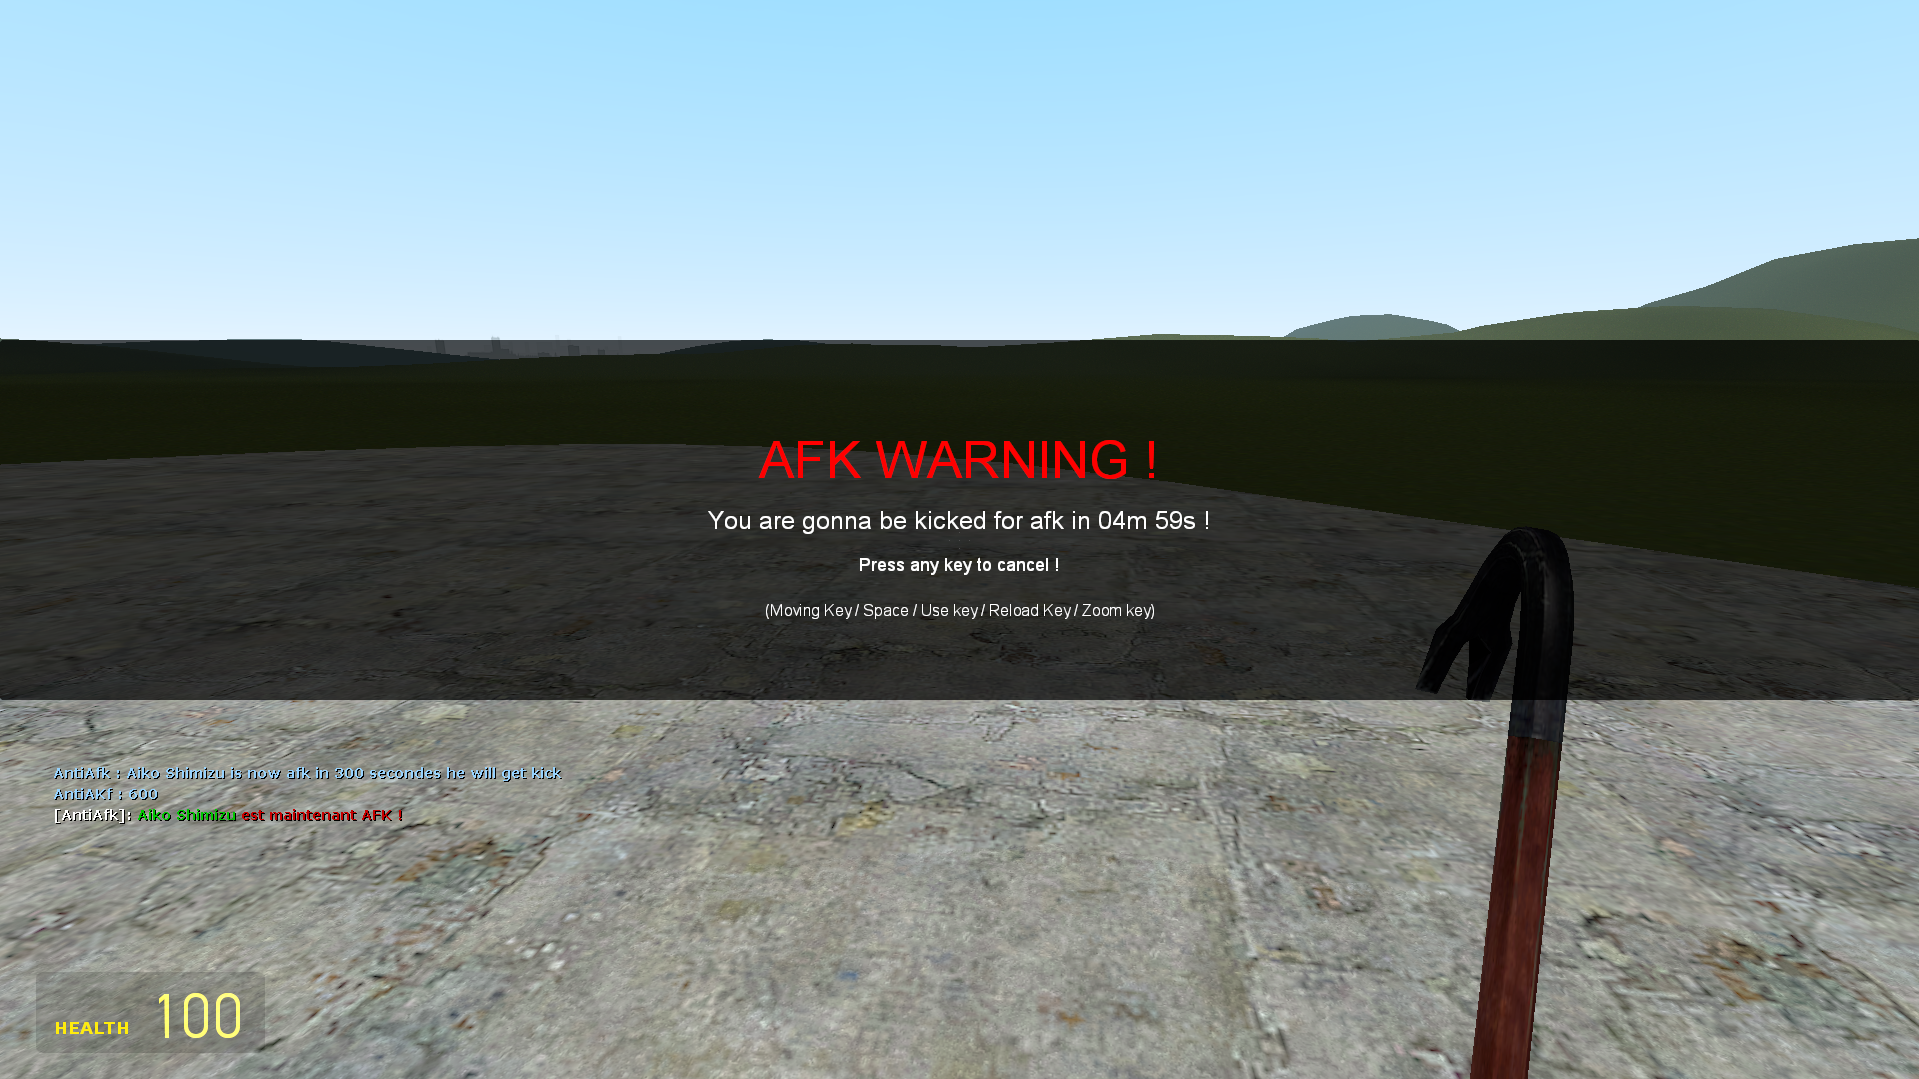 AFK WARNING !
You are gonna be kicked for afk in 04m 59s !
Press any key to cancel !
(Moving Key / Space / Use key / Reload Key / Zoom key)
AntiAfk : Aiko Shimizu is now afk in 300 secondes he will get kick
AntiAKf : 600
[AntiAfk]: Aiko Shimizu est maintenant AFK !
HEALTH 100